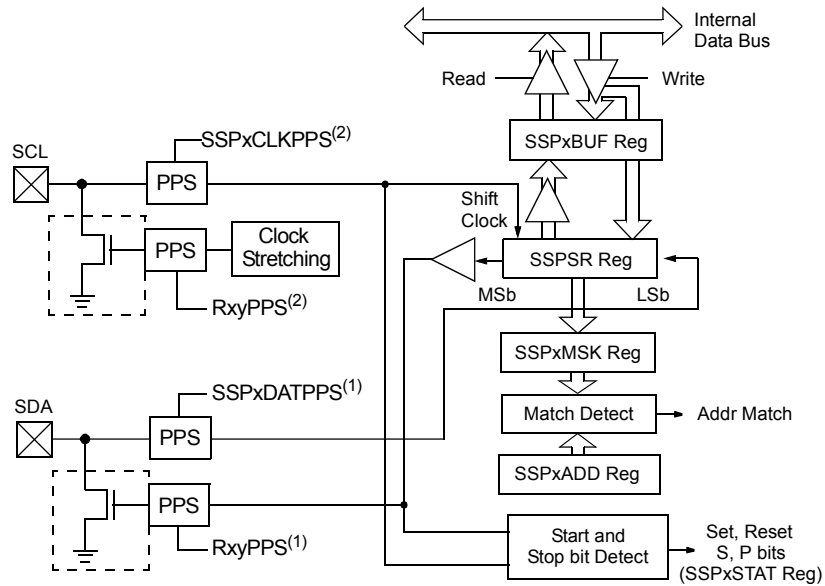 Internal
Data Bus
Read
Write
SSPxBUF Reg
SSPxCLKPPS(2)
SCL
PPS
Shift
Clock
PPS
Clock
Stretching
SSPSR Reg
MSb
LSb
RxyPPS(2)
SSPxMSK Reg
SSPxDATPPS(1)
SDA
PPS
Match Detect
Addr Match
SSPxADD Reg
PPS
RxyPPS(1)
Start and
Stop bit Detect
Set, Reset
S, P bits
(SSPxSTAT Reg)